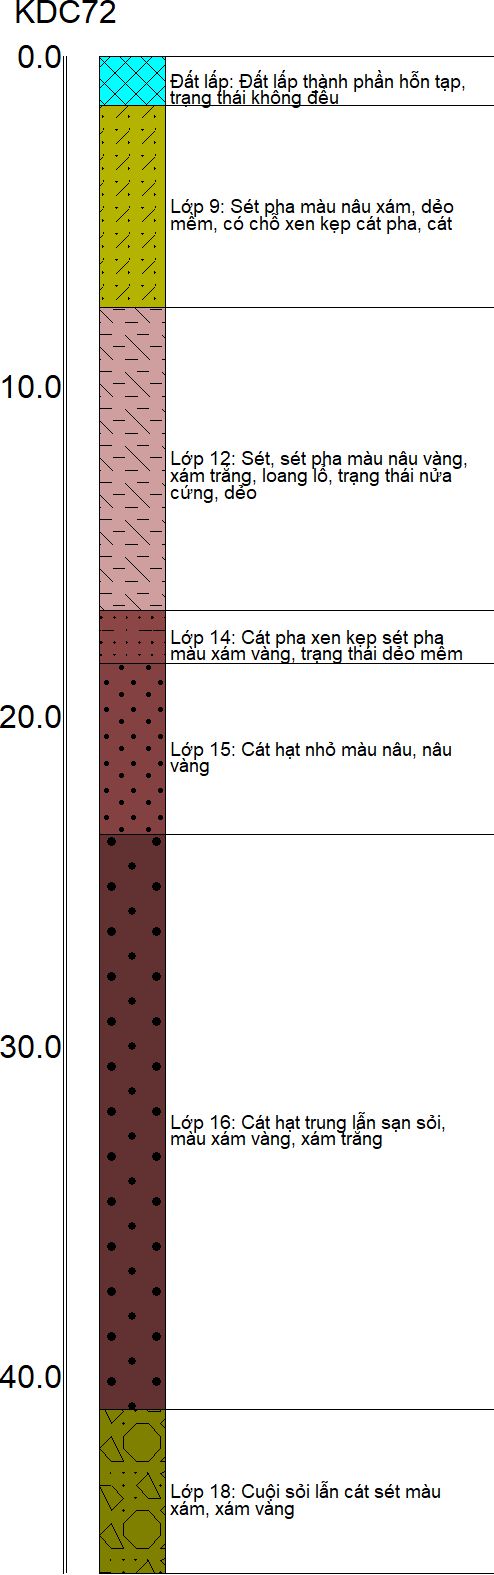 KDC72
0.0
Đất lấp: Đất lấp thành phần hỗn tạp,
trạng thái không đều
Lớp 9: Sét pha màu nâu xám, dẻo
mềm, có chỗ xen kẹp cát pha, cát
10.0
Lớp 12: Sét, sét pha màu nâu vàng,
xám trắng, loang lổ, trạng thái nửa
cứng, dẻo
Lớp 14: Cát pha xen kẹp sét pha
màu xám vàng, trạng thái dẻo mềm
20.0
Lớp 15: Cát hạt nhỏ màu nâu, nâu
vàng
30.0
Lớp 16: Cát hạt trung lẫn sạn sỏi,
màu xám vàng, xám trắng
40.0
Lớp 18: Cuội sỏi lẫn cát sét màu
xám, xám vàng